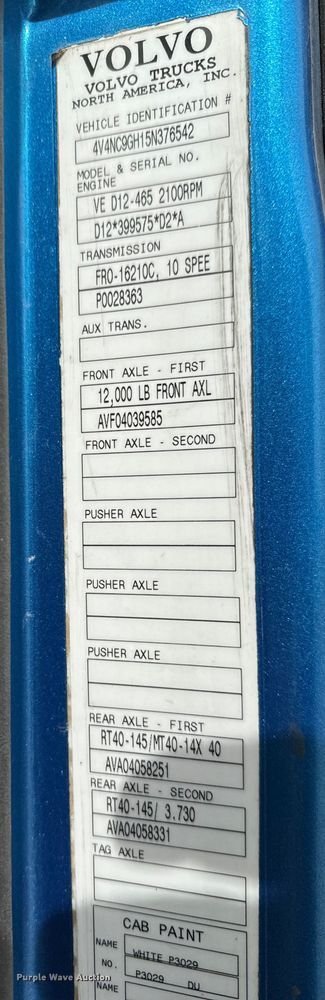 VOLVO
VOLVO TRUCKS
NORTH AMERICA, INC.
VEHICLE IDENTIFICATION #
4V4NC9GH15N376542
MODEL & SERIAL NO.
ENGINE
VE D12-465 2100RPM
D12*399575*D2*A
TRANSMISSION
FRO-16210C, 10 SPEE
P0028363
AUX TRANS.
FRONT AXLE - FIRST
12,000 LB FRONT AXL
AVF04039585
FRONT AXLE - SECOND
PUSHER AXLE
PUSHER AXLE
PUSHER AXLE
REAR AXLE - FIRST
RT40-145/MT40-14X 40
AVA04058251
REAR AXLE - SECOND
RT40-145/ 3.730
AVA04058331
TAG AXLE
CAB PAINT
NAME WHITE P3029
NO. P3029 DU
NAME
Purple Wave Auction